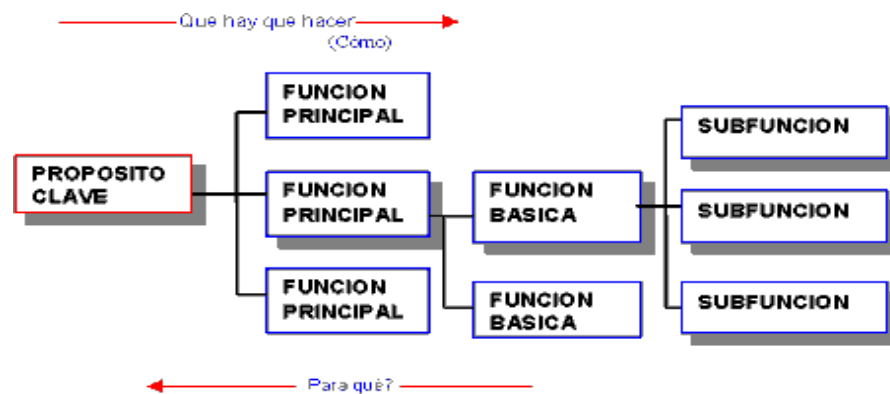 Que hay que hacer
(Cómo)
FUNCION
PRINCIPAL
PROPOSITO
CLAVE
FUNCION
PRINCIPAL
FUNCION
PRINCIPAL
FUNCION
BASICA
FUNCION
BASICA
SUBFUNCION
SUBFUNCION
SUBFUNCION
Para qué?